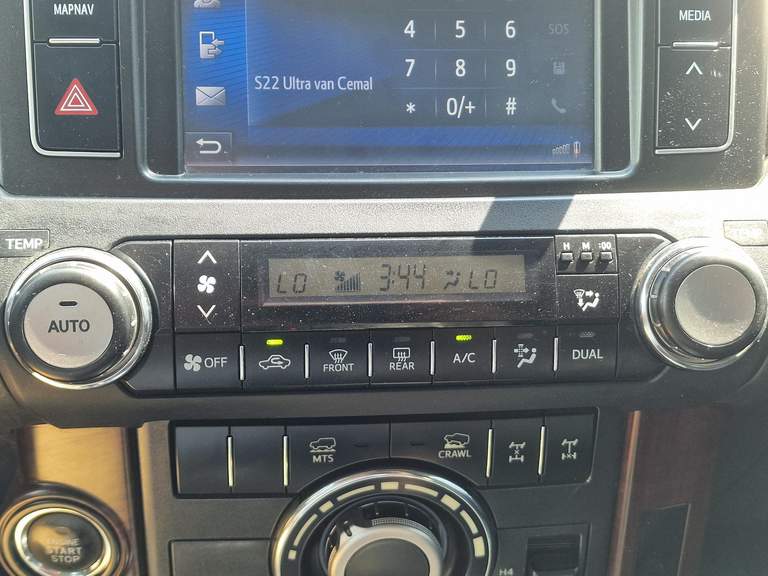 MAPNAV
MEDIA
4 5 6 SOS
7 8 9
S22 Ultra van Cemal
* 0/+ #
TEMP
TEMP
H M :00
LO 3:44 LO
AUTO
OFF
FRONT
REAR
A/C
DUAL
MTS
CRAWL
ENGINE
START
STOP
H4